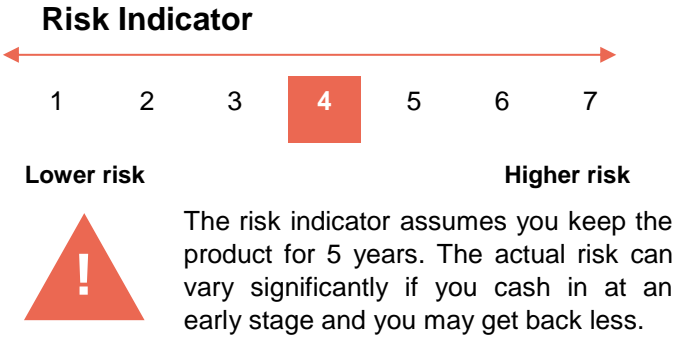 Risk Indicator
1 2 3 4 5 6 7
Lower risk Higher risk
!
The risk indicator assumes you keep the
product for 5 years. The actual risk can
vary significantly if you cash in at an
early stage and you may get back less.